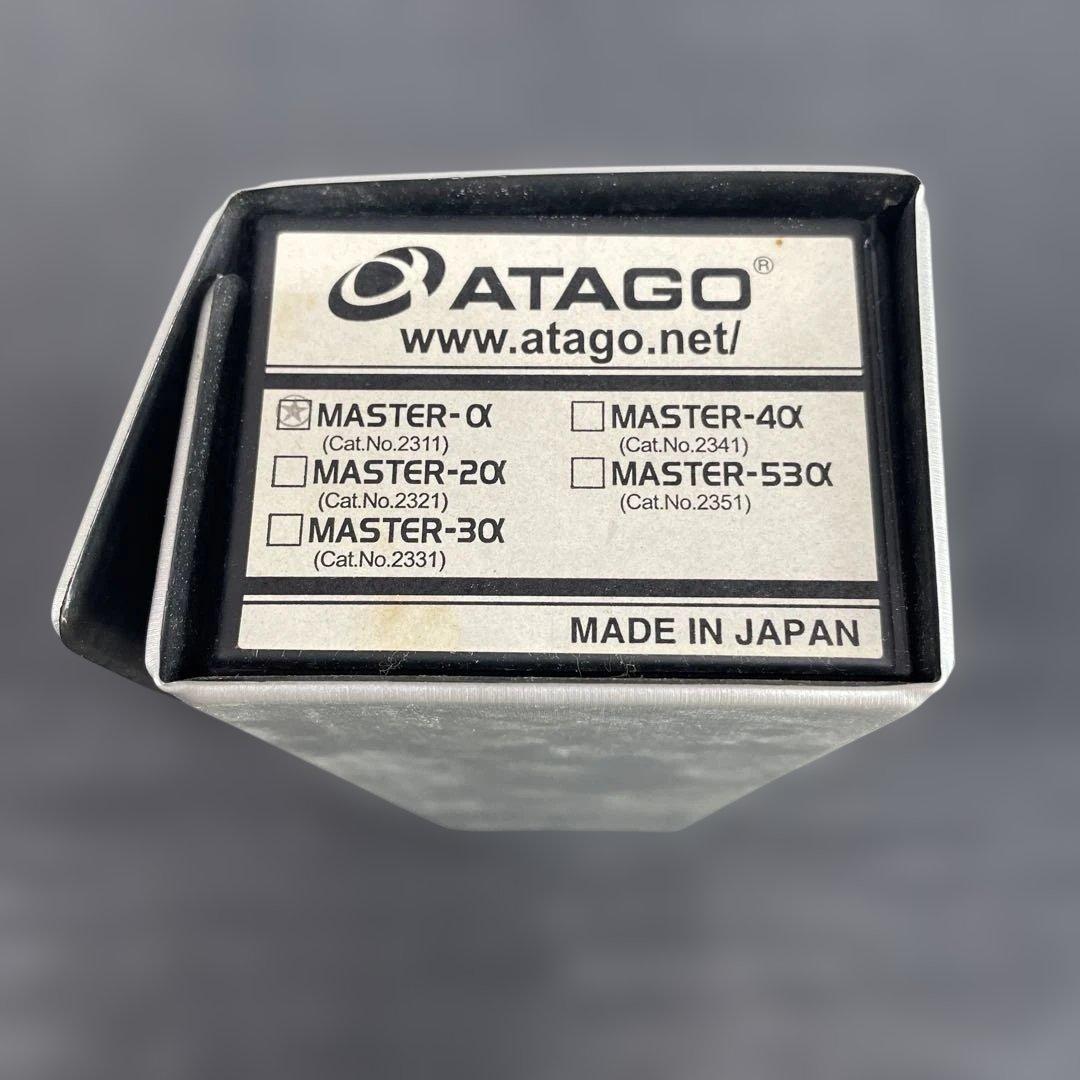 ATAGO®
www.atago.net/
MASTER-α
(Cat.No.2311)
MASTER-2α
(Cat.No.2321)
MASTER-3α
(Cat.No.2331)
MASTER-4α
(Cat.No.2341)
MASTER-53α
(Cat.No.2351)
MADE IN JAPAN